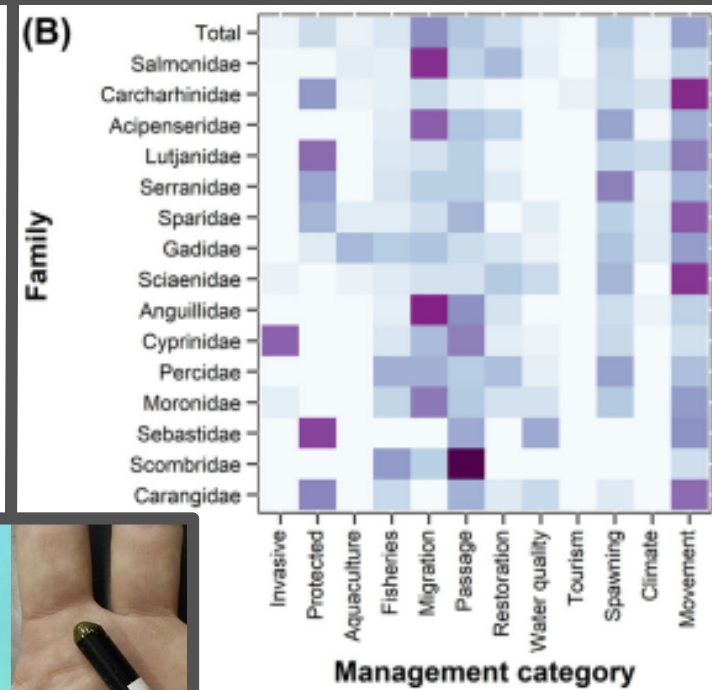 (B)
Total
Salmonidae
Carcharhinidae
Acipenseridae
Lutjanidae
Serranidae
Sparidae
Gadidae
Sciaenidae
Anguillidae
Cyprinidae
Percidae
Moronidae
Sebastidae
Scombridae
Carangidae
Family
Invasive
Protected
Aquaculture
Fisheries
Migration
Passage
Restoration
Water quality
Tourism
Spawning
Climate
Movement
Management category